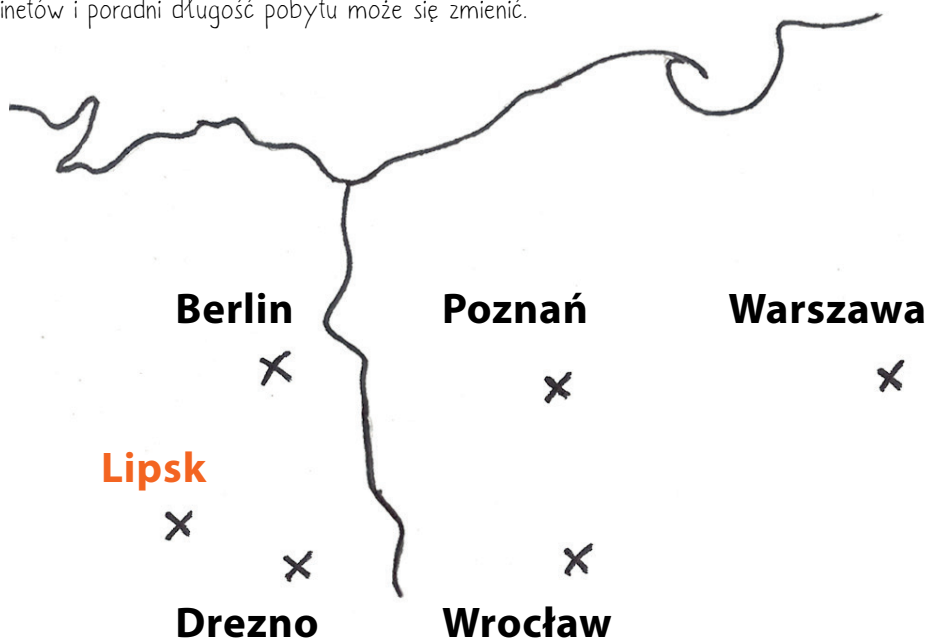 inetów i poradni długość pobytu może się zmienić.
Berlin Poznań Warszawa
Lipsk
Drezno Wrocław